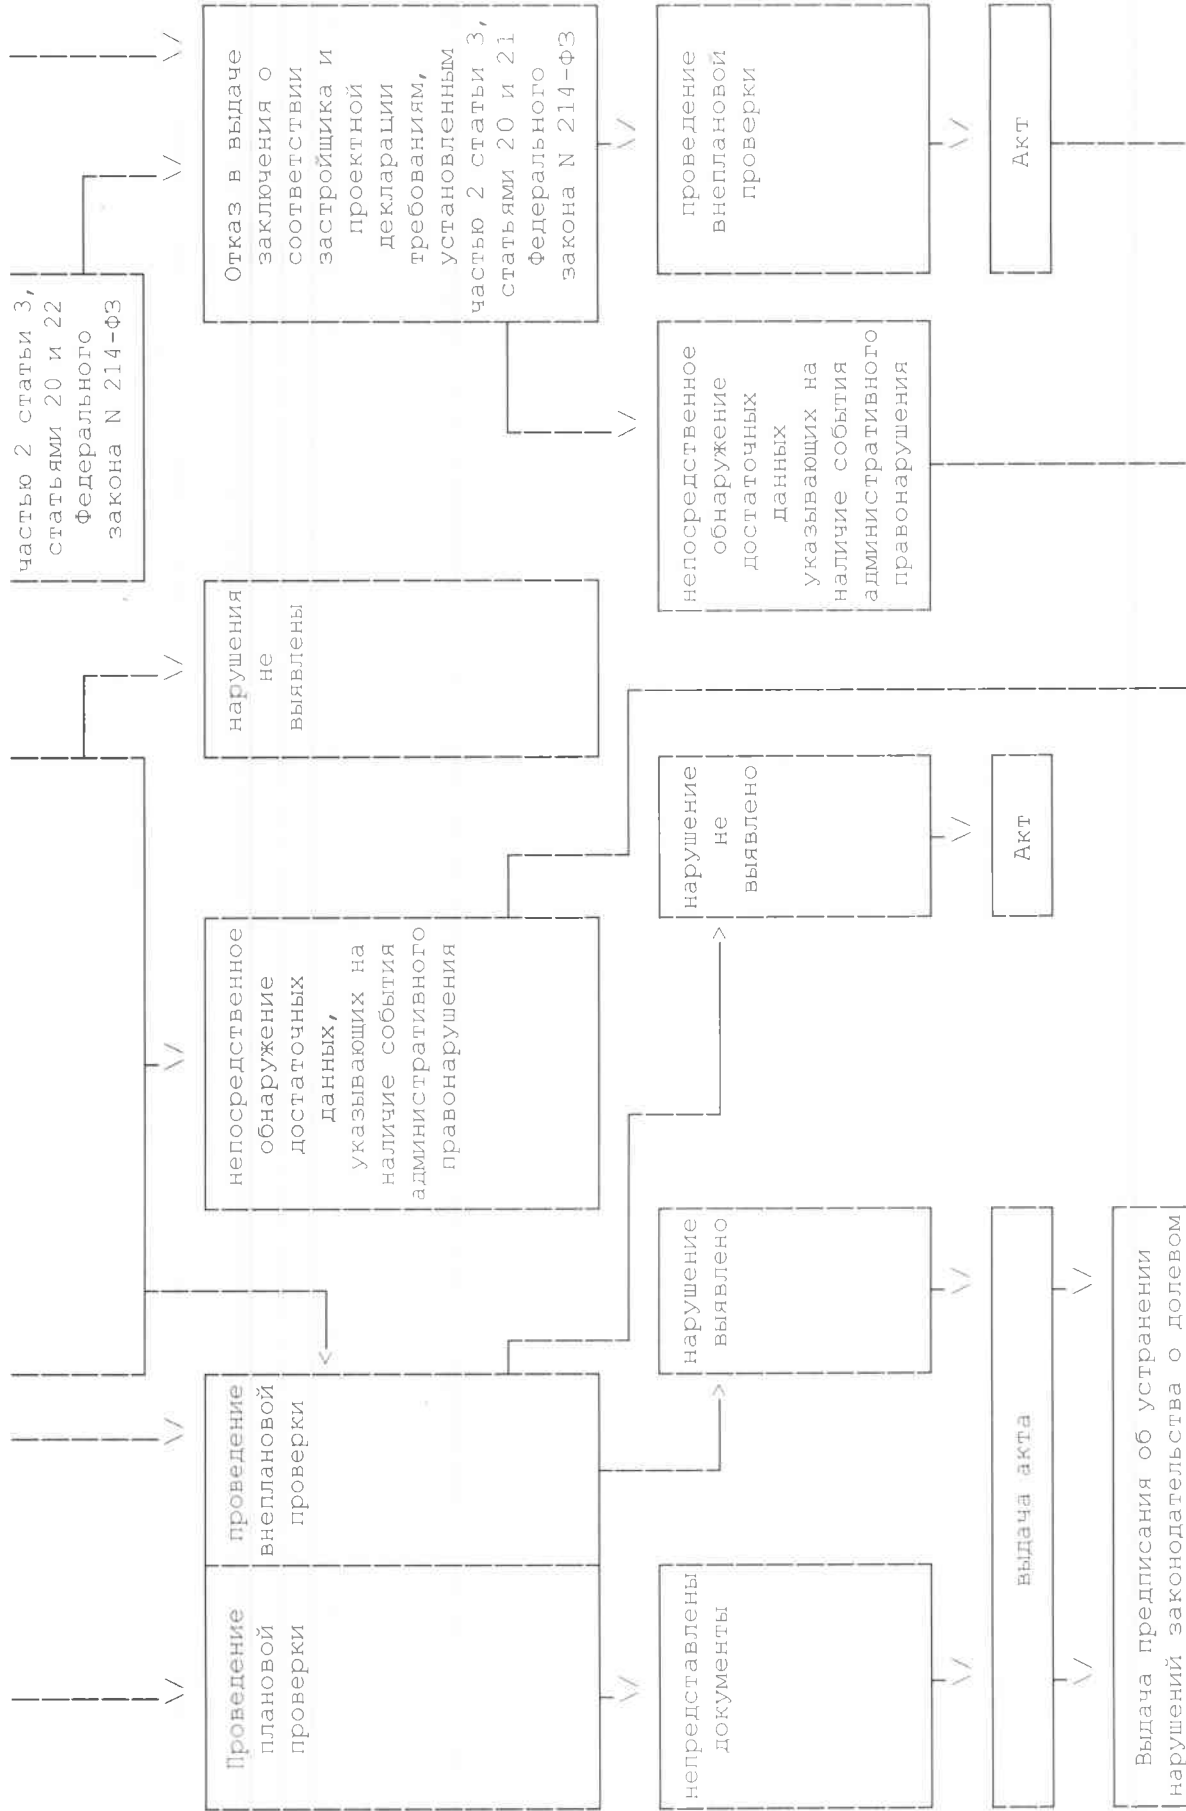 частью 2 статьи 3,
статьями 20 и 22
Федерального
закона N 214-ФЗ
Проведение
плановой
проверки
проведение
внеплановой
проверки
непосредственное
обнаружение
достаточных
данных,
указывающих на
наличие события
административного
правонарушения
нарушения
не
выявлены
Отказ в выдаче
заключения о
соответствии
застройщика и
проектной
декларации
требованиям,
установленным
частью 2 статьи 3,
статьями 20 и 21
Федерального
закона N 214-ФЗ
непредставлены
документы
нарушение
выявлено
нарушение
не
выявлено
непосредственное
обнаружение
достаточных
данных
указывающих на
наличие события
административного
правонарушения
проведение
внеплановой
проверки
выдача акта
Акт
Акт
Выдача предписания об устранении
нарушений законодательства о долевом